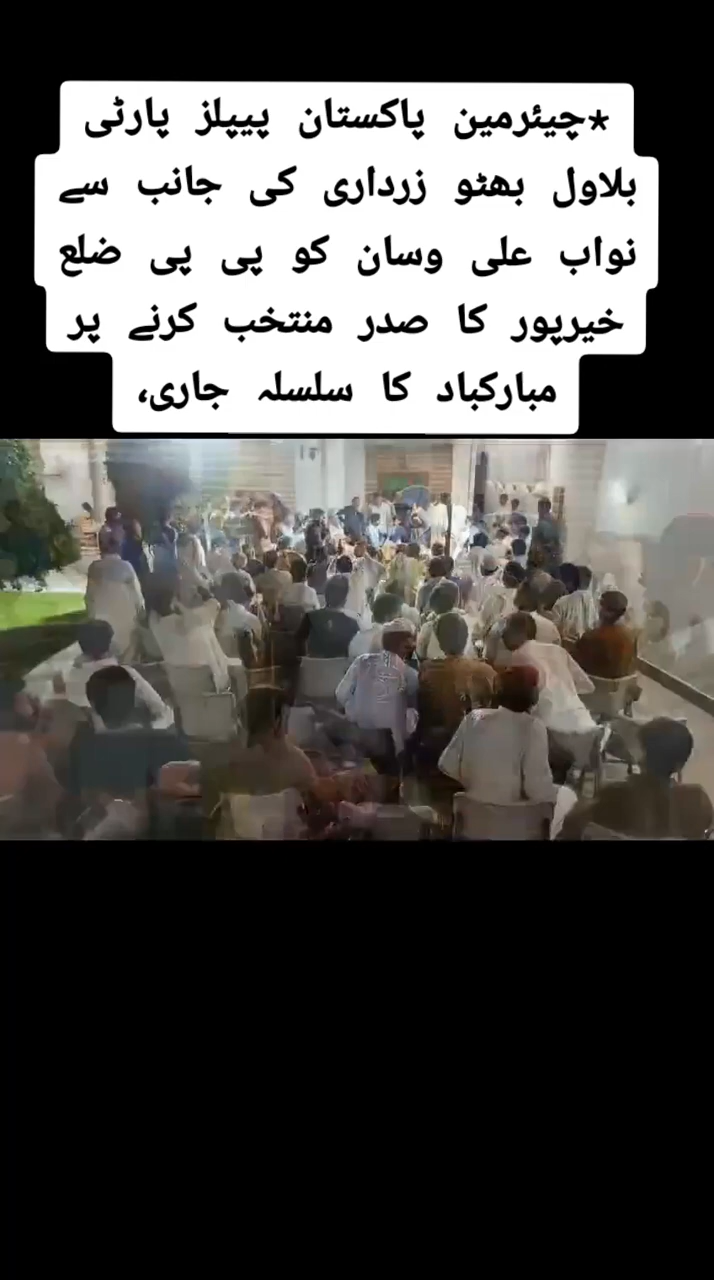 *چیئرمین پاکستان پیپلز پارٹی
بلاول بھٹو زرداری کی جانب سے
نواب علی وسان کو پی پی ضلع
خیرپور کا صدر منتخب کرنے پر
مبارکباد کا سلسلہ جاری،